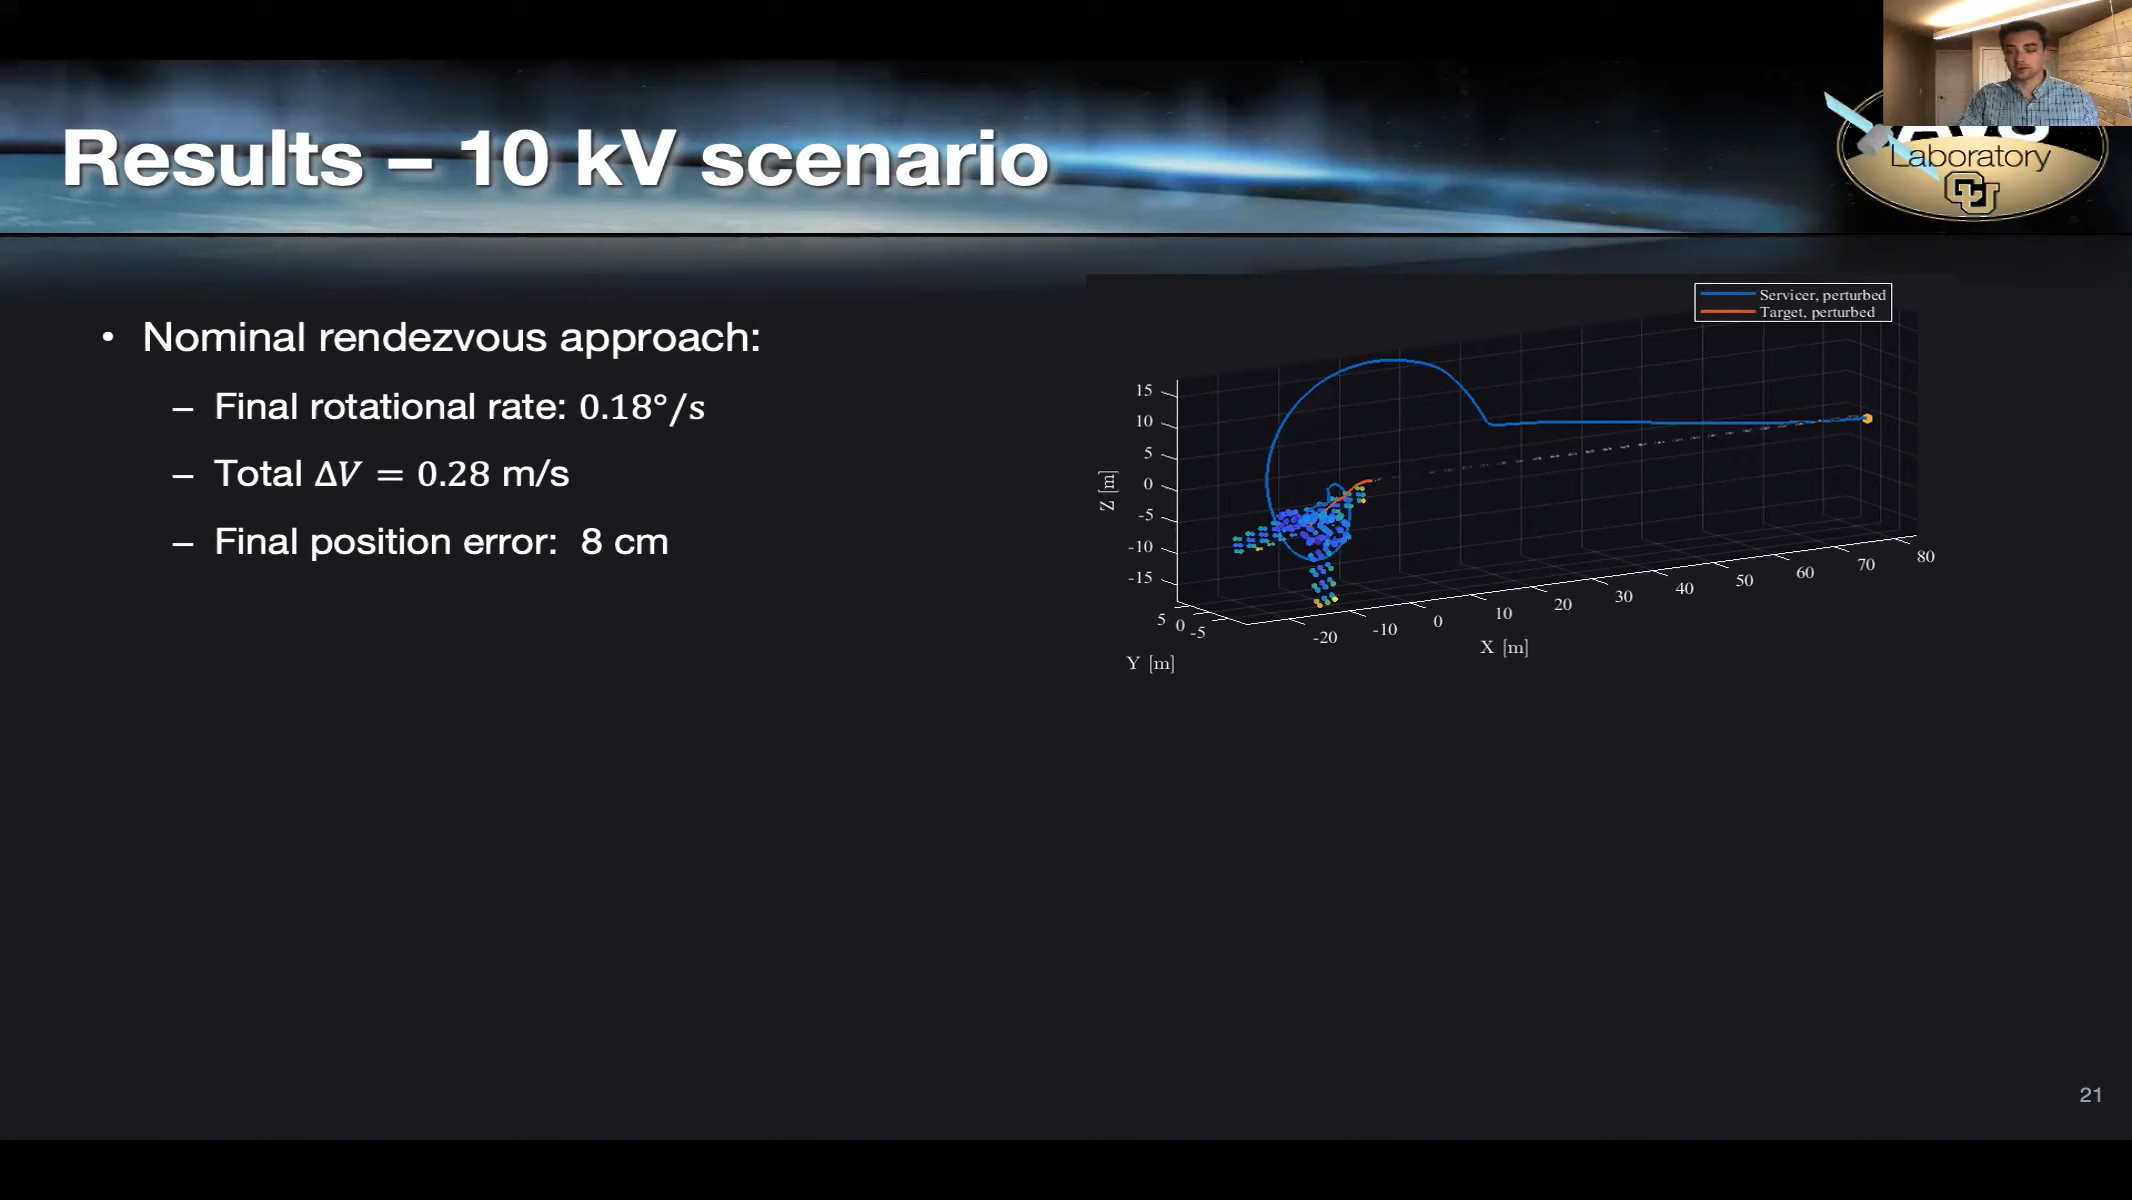 Results – 10 kV scenario
Laboratory
CU
• Nominal rendezvous approach:
– Final rotational rate: 0.18°/s
– Total ΔV = 0.28 m/s
– Final position error: 8 cm
Servicer, perturbed
Target, perturbed
Z [m]
15
10
5
0
-5
-10
-15
5 0 -5
Y [m]
-20 -10 0 10 20 30 40 50 60 70 80
X [m]
21